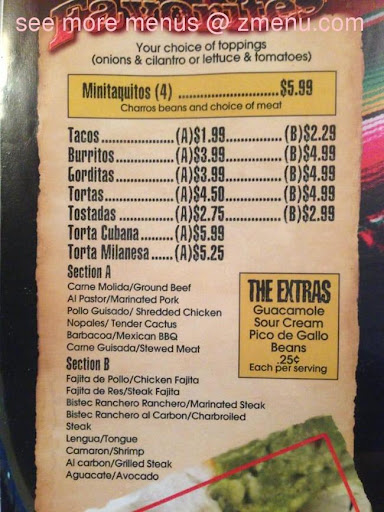 Favorites
see more menus @ zmenu.com
Your choice of toppings
(onions & cilantro or lettuce & tomatoes)
Minitaquitos (4) ........................$5.99
Charros beans and choice of meat
Tacos..................(A)$1.99..............(B)$2.29
Burritos...............(A)$3.99..............(B)$4.99
Gorditas..............(A)$3.99..............(B)$4.99
Tortas.................(A)$4.50..............(B)$4.99
Tostadas.............(A)$2.75..............(B)$2.99
Torta Cubana........(A)$5.99
Torta Milanesa.....(A)$5.25
Section A
Carne Molida/Ground Beef
Al Pastor/Marinated Pork
Pollo Guisado/ Shredded Chicken
Nopales/ Tender Cactus
Barbacoa/Mexican BBQ
Carne Guisada/Stewed Meat
THE EXTRAS
Guacamole
Sour Cream
Pico de Gallo
Beans
.25¢
Each per serving
Section B
Fajita de Pollo/Chicken Fajita
Fajita de Res/Steak Fajita
Bistec Ranchero Ranchero/Marinated Steak
Bistec Ranchero al Carbon/Charbroiled
Steak
Lengua/Tongue
Camaron/Shrimp
Al carbon/Grilled Steak
Aguacate/Avocado